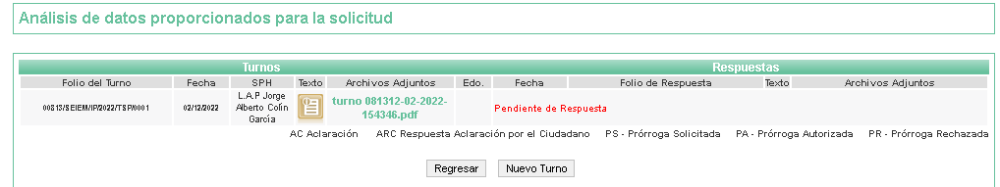 Análisis de datos proporcionados para la solicitud
Turnos Respuestas
Folio del Turno Fecha SPH Texto Archivos Adjuntos Edo. Fecha Folio de Respuesta Texto Archivos Adjuntos
00813/SEIEM/IP/2022/TSP/0001 02/12/2022 L.A.P Jorge Alberto Colín García turno 081312-02-2022-154346.pdf Pendiente de Respuesta
AC Aclaración ARC Respuesta Aclaración por el Ciudadano PS - Prórroga Solicitada PA - Prórroga Autorizada PR - Prórroga Rechazada
Regresar Nuevo Turno